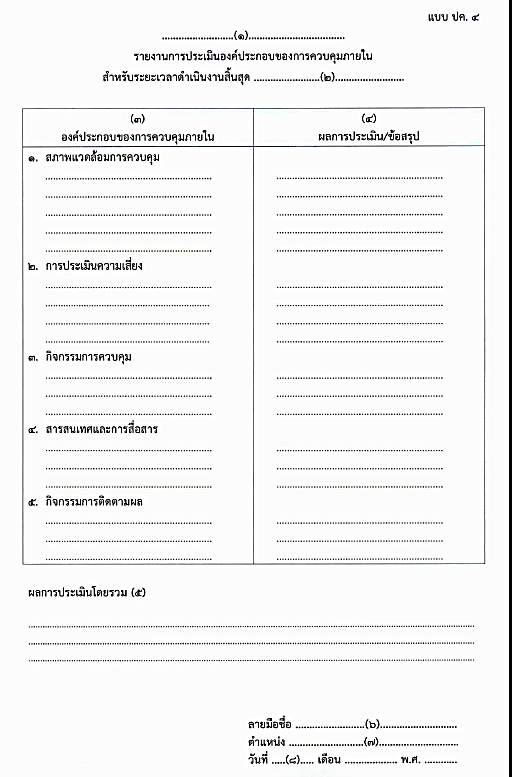 แบบ ปค. ๔
........................(๑)................................
รายงานการประเมินองค์ประกอบของการควบคุมภายใน
สำหรับระยะเวลาดำเนินงานสิ้นสุด ......................(๒).......................
(๓)
องค์ประกอบของการควบคุมภายใน
(๔)
ผลการประเมิน/ข้อสรุป
๑. สภาพแวดล้อมการควบคุม
๒. การประเมินความเสี่ยง
๓. กิจกรรมการควบคุม
๔. สารสนเทศและการสื่อสาร
๕. กิจกรรมการติดตามผล
ผลการประเมินโดยรวม (๕)
ลายมือชื่อ .......................(๖)..........................
ตำแหน่ง .........................(๗)...........................
วันที่ .....(๘)..... เดือน .................. พ.ศ. ...........